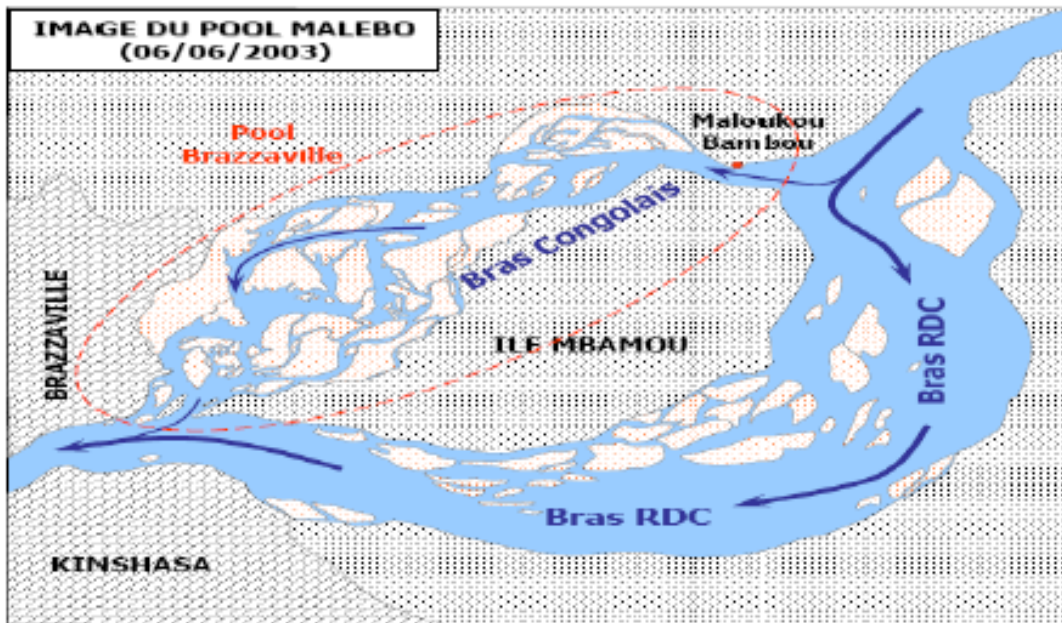 IMAGE DU POOL MALEBO
(06/06/2003)
Pool
Brazzaville
Maloukou
Bambou
Bras Congolais
BRAZZAVILLE
ILE MBAMOU
Bras RDC
Bras RDC
KINSHASA